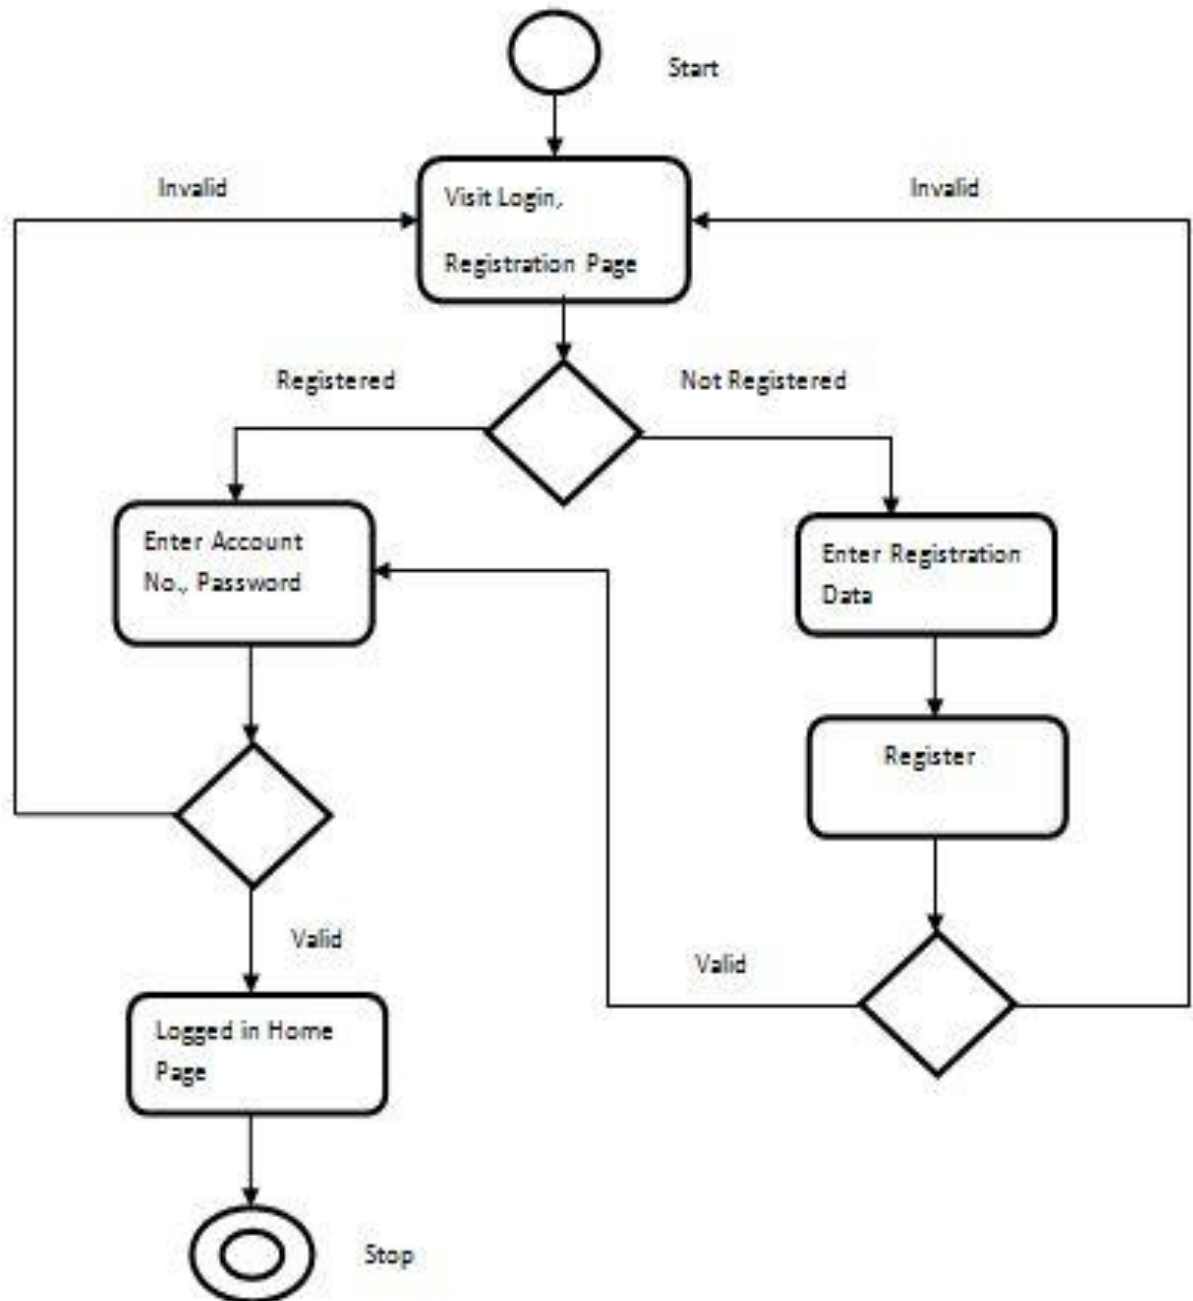 Start
Invalid
Invalid
Visit Login,
Registration Page
Registered
Not Registered
Enter Account
No., Password
Enter Registration
Data
Register
Valid
Valid
Logged in Home
Page
Stop